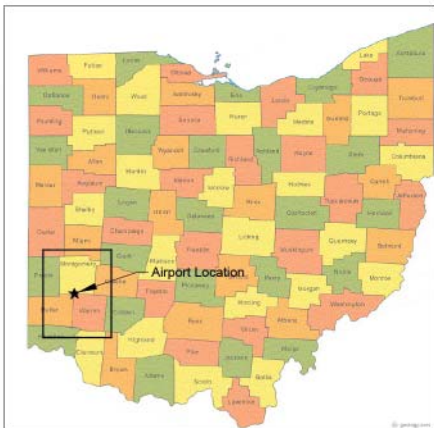 Lake
Ashtabula
Williams
Fulton
Lucas
Ottawa
Cuyahoga
Geauga
Trumbull
Defiance
Henry
Wood
Sandusky
Erie
Lorain
Portage
Paulding
Putnam
Hancock
Seneca
Huron
Medina
Summit
Mahoning
Van Wert
Allen
Wyandot
Crawford
Richland
Ashland
Wayne
Stark
Columbiana
Mercer
Auglaize
Hardin
Marion
Morrow
Holmes
Carroll
Jefferson
Shelby
Logan
Union
Delaware
Knox
Coshocton
Tuscarawas
Harrison
Darke
Miami
Champaign
Licking
Muskingum
Guernsey
Belmont
Clark
Madison
Franklin
Montgomery
Airport Location
Perry
Noble
Monroe
Preble
Greene
Fayette
Pickaway
Morgan
Washington
Butler
Warren
Clinton
Ross
Hocking
Athens
Clermont
Highland
Pike
Vinton
Meigs
Brown
Adams
Scioto
Jackson
Gallia
Lawrence
© geology.com